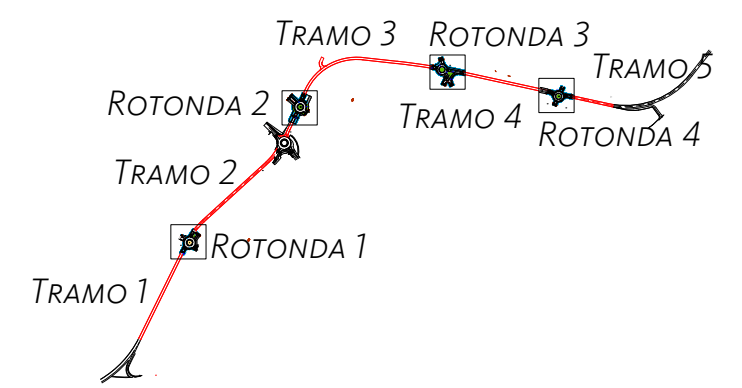 TRAMO 3
ROTONDA 3
TRAMO 5
ROTONDA 2
TRAMO 4
ROTONDA 4
TRAMO 2
ROTONDA 1
TRAMO 1